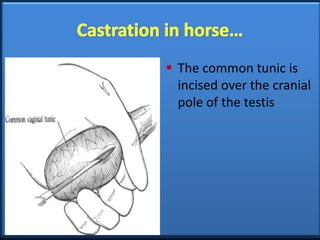 Castration in horse…
▪ The common tunic is
incised over the cranial
pole of the testis
Common vaginal tunic